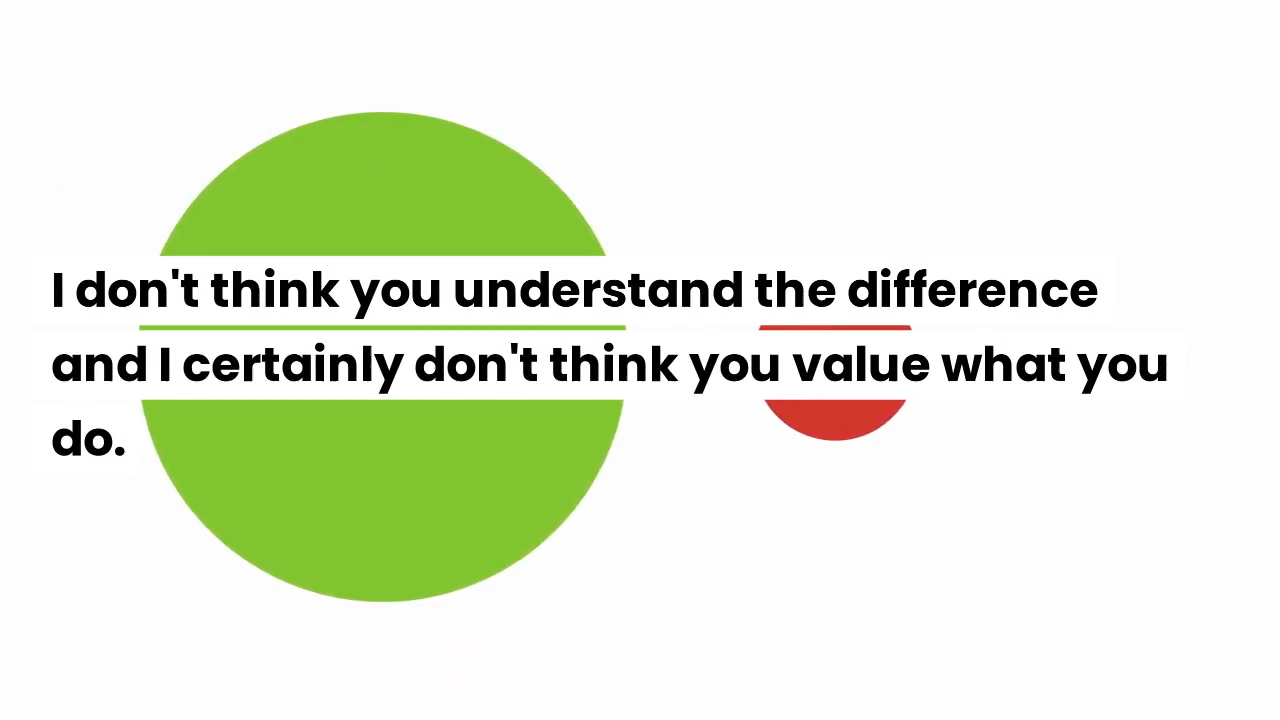 I don't think you understand the difference
and I certainly don't think you value what you
do.